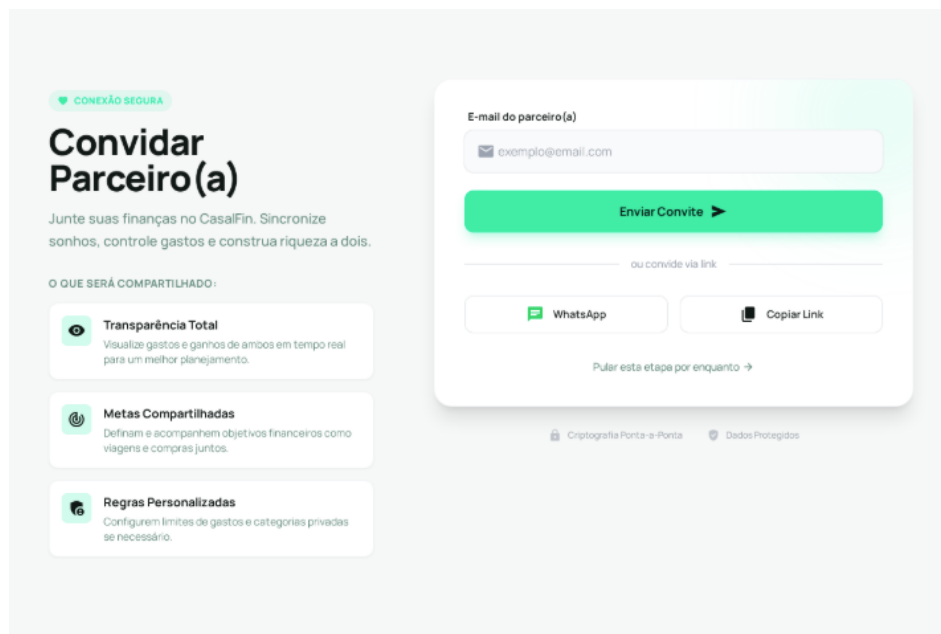 CONEXÃO SEGURA
Convidar
Parceiro(a)
Junte suas finanças no CasalFin. Sincronize
sonhos, controle gastos e construa riqueza a dois.
O QUE SERÁ COMPARTILHADO:
Transparência Total
Visualize gastos e ganhos de ambos em tempo real
para um melhor planejamento.
Metas Compartilhadas
Definam e acompanhem objetivos financeiros como
viagens e compras juntos.
Regras Personalizadas
Configurem limites de gastos e categorias privadas
se necessário.
E-mail do parceiro(a)
exemplo@email.com
Enviar Convite
ou convide via link
WhatsApp
Copiar Link
Pular esta etapa por enquanto →
Criptografia Ponta-a-Ponta
Dados Protegidos